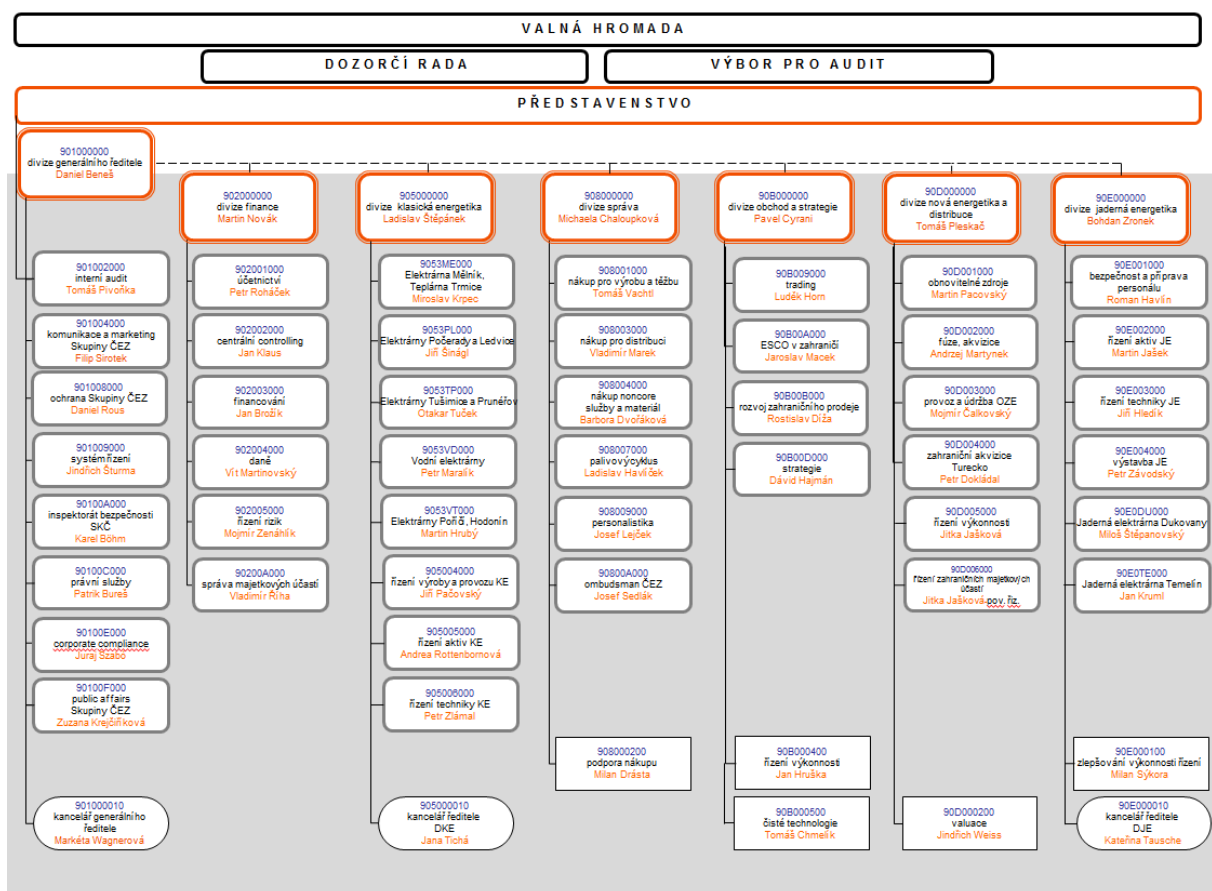 VALNÁ HROMADA
DOZORČÍ RADA
VÝBOR PRO AUDIT
PŘEDSTAVENSTVO
901000000
divize generálního ředitele
Daniel Beneš
902000000
divize finance
Martin Novák
905000000
divize klasická energetika
Ladislav Štěpánek
908000000
divize správa
Michaela Chaloupková
90B000000
divize obchod a strategie
Pavel Cyrani
90D000000
divize nová energetika a
distribuce
Tomáš Pleskač
90E000000
divize jaderná energetika
Bohdan Zronek
901002000
interní audit
Tomáš Pivoňka
901004000
komunikace a marketing
Skupiny ČEZ
Filip Sirotek
901008000
ochrana Skupiny ČEZ
Daniel Rous
901009000
systém řízení
Jindřich Šturma
90100A000
inspektorát bezpečnosti
SKČ
Karel Böhm
90100C000
právní služby
Patrik Bureš
90100E000
corporate compliance
Juraj Szabó
90100F000
public affairs
Skupiny ČEZ
Zuzana Krejčiříková
901000010
kancelář generálního
ředitele
Markéta Wagnerová
902001000
účetnictví
Petr Roháček
902002000
centrální controlling
Jan Klaus
902003000
financování
Jan Brožík
902004000
daně
Vít Martinovský
902005000
řízení rizik
Mojmír Zenáhlík
90200A000
správa majetkových účastí
Vladimír Říha
9053ME000
Elektrárna Mělník,
Teplárna Trmice
Miroslav Krpec
9053PL000
Elektrárny Počerady a Ledvice
Jiří Šinágl
9053TP000
Elektrárny Tušimice a Prunéřov
Otakar Tuček
9053VD000
Vodní elektrárny
Petr Maralík
9053VT000
Elektrárny Poříčí, Hodonín
Martin Hrubý
905004000
řízení výroby a provozu KE
Jiří Pačovský
905005000
řízení aktiv KE
Andrea Rottenbornová
905006000
řízení techniky KE
Petr Zlámal
905000010
kancelář ředitele
DKE
Jana Tichá
908001000
nákup pro výrobu a těžbu
Tomáš Vachtl
908003000
nákup pro distribuci
Vladimír Marek
908004000
nákup noncore
služby a materiál
Barbora Dvořáková
908007000
palivový cyklus
Ladislav Havlíček
908009000
personalistika
Josef Lejček
90800A000
ombudsman ČEZ
Josef Sedlák
908000200
podpora nákupu
Milan Drásta
90B009000
trading
Luděk Horn
90B00A000
ESCO v zahraničí
Jaroslav Macek
90B00B000
rozvoj zahraničního prodeje
Rostislav Díža
90B00D000
strategie
Dávid Hajmán
90B000400
řízení výkonnosti
Jan Hruška
90B000500
čisté technologie
Tomáš Chmelík
90D001000
obnovitelné zdroje
Martin Pacovský
90D002000
fúze, akvizice
Andrzej Martynek
90D003000
provoz a údržba OZE
Mojmír Čalkovský
90D004000
zahraniční akvizice
Turecko
Petr Dokládal
90D005000
řízení výkonnosti
Jitka Jašková
90D006000
řízení zahraničních majetkových
účastí
Jitka Jašková-pov. říz.
90D000200
valuace
Jindřich Weiss
90E001000
bezpečnost a příprava
personálu
Roman Havlín
90E002000
řízení aktiv JE
Martin Jašek
90E003000
řízení techniky JE
Jiří Hledík
90E004000
výstavba JE
Petr Závodský
90E0DU000
Jaderná elektrárna Dukovany
Miloš Štěpanovský
90E0TE000
Jaderná elektrárna Temelín
Jan Kruml
90E000100
zlepšování výkonnosti řízení
Milan Sýkora
90E000010
kancelář ředitele
DJE
Kateřina Tausche